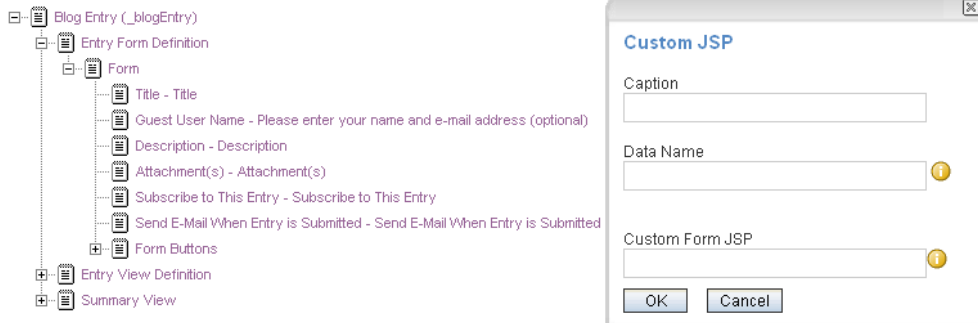 Blog Entry (_blogEntry)
Entry Form Definition
Form
Title - Title
Guest User Name - Please enter your name and e-mail address (optional)
Description - Description
Attachment(s) - Attachment(s)
Subscribe to This Entry - Subscribe to This Entry
Send E-Mail When Entry is Submitted - Send E-Mail When Entry is Submitted
Form Buttons
Entry View Definition
Summary View
Custom JSP
Caption
Data Name
Custom Form JSP
OK Cancel